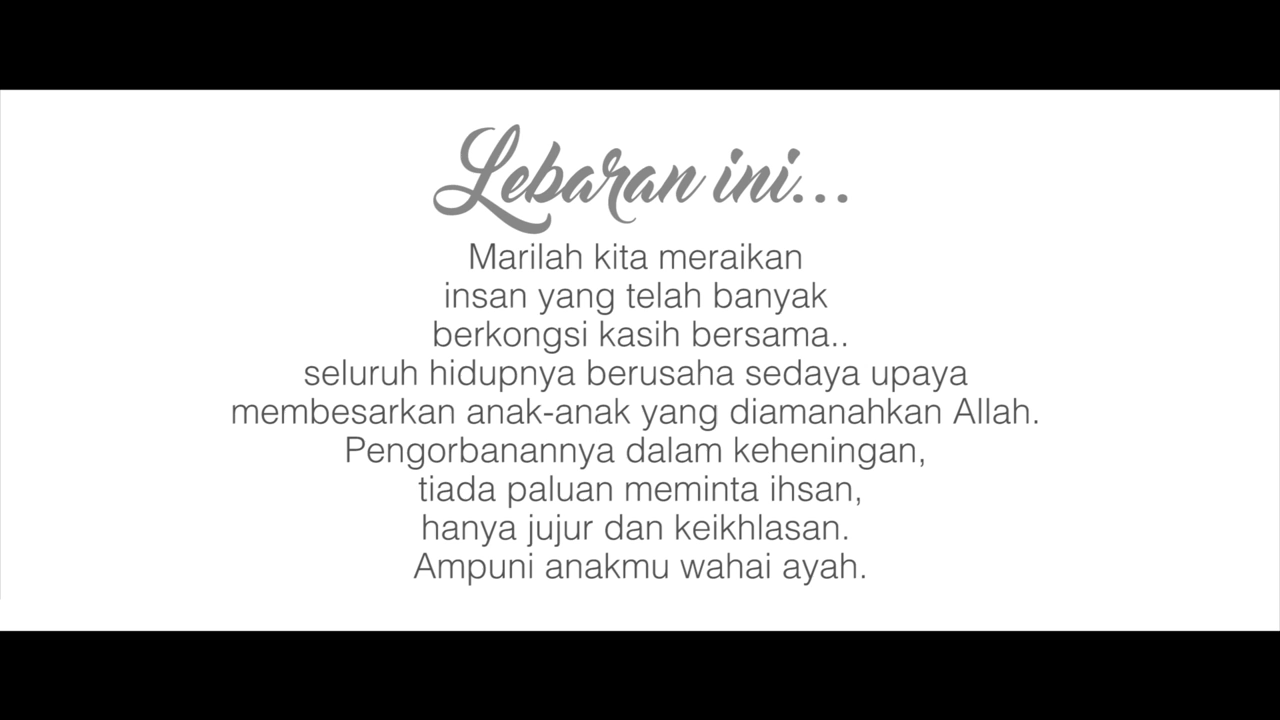 Lebaran ini...
Marilah kita meraikan
insan yang telah banyak
berkongsi kasih bersama..
seluruh hidupnya berusaha sedaya upaya
membesarkan anak-anak yang diamanahkan Allah.
Pengorbanannya dalam keheningan,
tiada paluan meminta ihsan,
hanya jujur dan keikhlasan.
Ampuni anakmu wahai ayah.